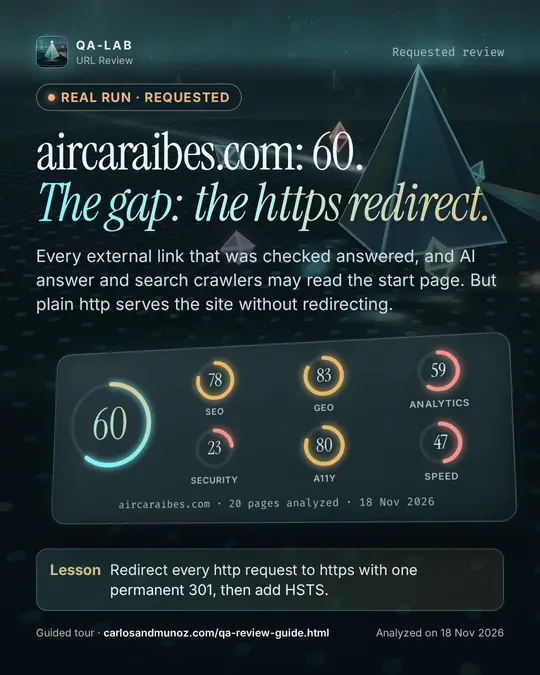 QA-LAB
URL Review
Requested review
REAL RUN · REQUESTED
aircaraibes.com: 60.
The gap: the https redirect.
Every external link that was checked answered, and AI
answer and search crawlers may read the start page. But
plain http serves the site without redirecting.
60
78
SEO
83
GEO
59
ANALYTICS
23
SECURITY
80
A11Y
47
SPEED
aircaraibes.com · 20 pages analyzed · 18 Nov 2026
Lesson Redirect every http request to https with one
permanent 301, then add HSTS.
Guided tour · carlosandmunoz.com/qa-review-guide.html
Analyzed on 18 Nov 2026